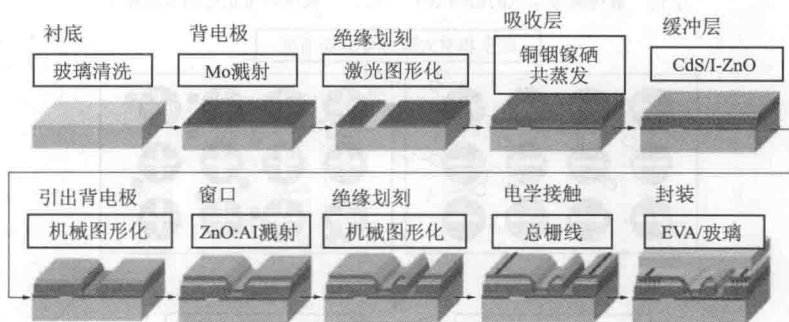 衬底
玻璃清洗
背电极
Mo溅射
绝缘划刻
激光图形化
吸收层
铜铟镓硒
共蒸发
缓冲层
CdS/I-ZnO
引出背电极
机械图形化
窗口
ZnO:AI溅射
绝缘划刻
机械图形化
电学接触
总栅线
封装
EVA/玻璃